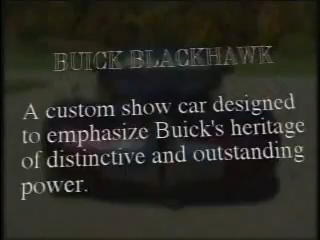 BUICK BLACKHAWK
A custom show car designed
to emphasize Buick's heritage
of distinctive and outstanding
power.